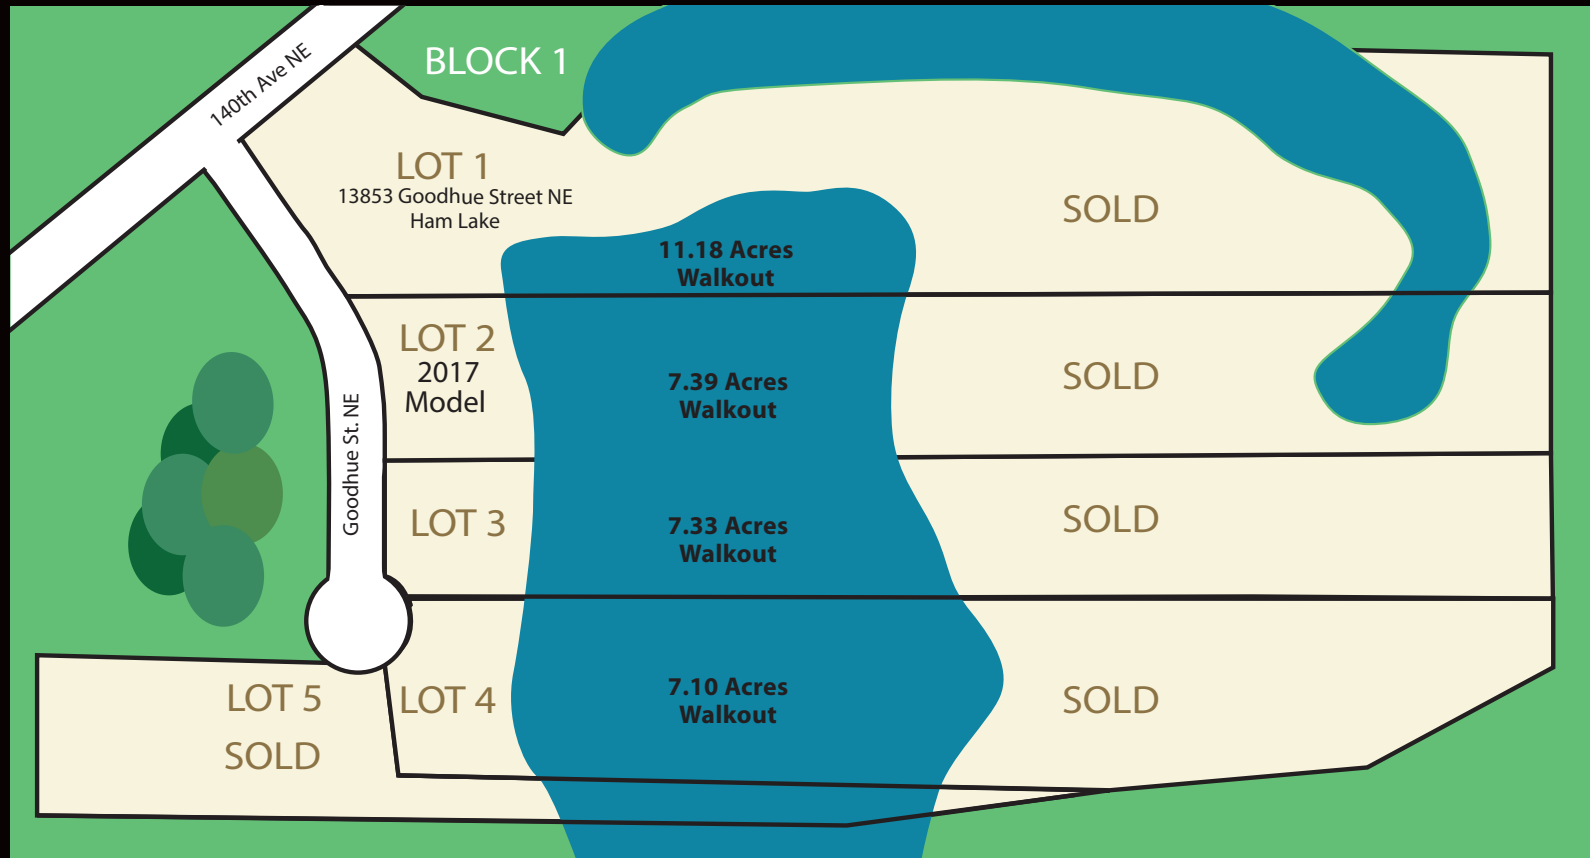 140th Ave NE
BLOCK 1
LOT 1
13853 Goodhue Street NE
Ham Lake
11.18 Acres
Walkout
SOLD
LOT 2
2017
Model
7.39 Acres
Walkout
SOLD
Goodhue St. NE
LOT 3
7.33 Acres
Walkout
SOLD
LOT 4
7.10 Acres
Walkout
SOLD
LOT 5
SOLD